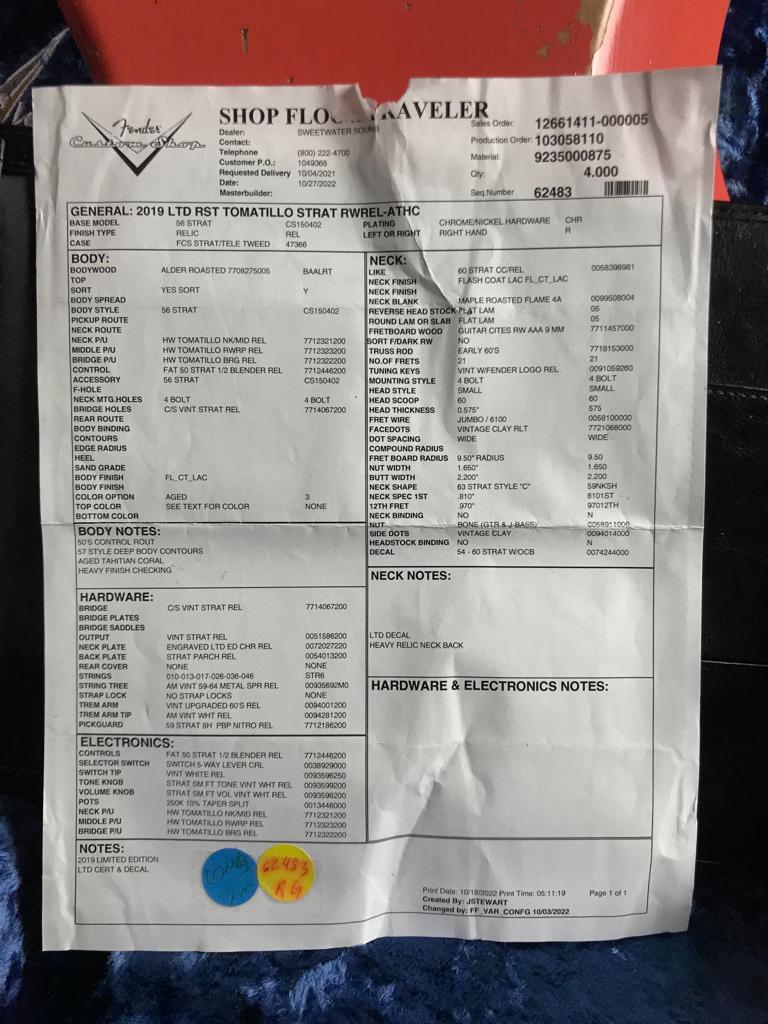 Fender
Custom Shop
SHOP FLO RAVELER
Dealer: SWEETWATER SOUND
Contact:
Telephone (800) 222-4700
Customer P.O.: 1049368
Requested Delivery 10/04/2021
Date: 10/27/2022
Masterbuilder:
Sales Order: 12661411-000005
Production Order: 103058110
Material: 9235000875
Qty: 4.000
Seq.Number 62483
GENERAL: 2019 LTD RST TOMATILLO STRAT RWREL-ATHC
BASE MODEL 56 STRAT CS150402 PLATING CHROME/NICKEL HARDWARE CHR
FINISH TYPE RELIC REL LEFT OR RIGHT RIGHT HAND R
CASE FCS STRAT/TELE TWEED 47366
BODY:
BODYWOOD ALDER ROASTED 7708275005 BAALRT
TOP
SORT YES SORT Y
BODY SPREAD
BODY STYLE 56 STRAT CS150402
PICKUP ROUTE
NECK ROUTE
NECK P/U HW TOMATILLO NK/MID REL 7712321200
MIDDLE P/U HW TOMATILLO RWRP REL 7712323200
BRIDGE P/U HW TOMATILLO BRG REL 7712322200
CONTROL FAT 50 STRAT 1/2 BLENDER REL 7712446200
ACCESSORY 56 STRAT CS150402
F-HOLE
NECK MTG.HOLES 4 BOLT 4 BOLT
BRIDGE HOLES C/S VINT STRAT REL 7714067200
REAR ROUTE
BODY BINDING
CONTOURS
EDGE RADIUS
HEEL
SAND GRADE
BODY FINISH FL_CT_LAC
BODY FINISH
COLOR OPTION AGED 3
TOP COLOR SEE TEXT FOR COLOR NONE
BOTTOM COLOR
BODY NOTES:
50'S CONTROL ROUT
57 STYLE DEEP BODY CONTOURS
AGED TAHITIAN CORAL
HEAVY FINISH CHECKING
HARDWARE:
BRIDGE C/S VINT STRAT REL 7714067200
BRIDGE PLATES
BRIDGE SADDLES
OUTPUT VINT STRAT REL 0051586200
NECK PLATE ENGRAVED LTD ED CHR REL 0072027220
BACK PLATE STRAT PARCH REL 0054013200
REAR COVER NONE NONE
STRINGS 010-013-017-026-036-046 STR6
STRING TREE AM VINT 59-64 METAL SPR REL 00935692M0
STRAP LOCK NO STRAP LOCKS NONE
TREM ARM VINT UPGRADED 60'S REL 0094001200
TREM ARM TIP AM VINT WHT REL 0094281200
PICKGUARD 59 STRAT 8H PBP NITRO REL 7712186200
ELECTRONICS:
CONTROLS FAT 50 STRAT 1/2 BLENDER REL 7712446200
SELECTOR SWITCH SWITCH 5-WAY LEVER CRL 0038929000
SWITCH TIP VINT WHITE REL 0093596250
TONE KNOB STRAT SM FT TONE VINT WHT REL 0093599200
VOLUME KNOB STRAT SM FT VOL VINT WHT REL 0093598200
POTS 250K 10% TAPER SPLIT 0013446000
NECK P/U HW TOMATILLO NK/MID REL 7712321200
MIDDLE P/U HW TOMATILLO RWRP REL 7712323200
BRIDGE P/U HW TOMATILLO BRG REL 7712322200
NECK:
LIKE 60 STRAT CC/REL 0058398981
NECK FINISH FLASH COAT LAC FL_CT_LAC
NECK FINISH
NECK BLANK MAPLE ROASTED FLAME 4A 0099508004
REVERSE HEAD STOCK FLAT LAM 05
ROUND LAM OR SLAB FLAT LAM 05
FRETBOARD WOOD GUITAR CITES RW AAA 9 MM 7711457000
SORT F/DARK RW NO
TRUSS ROD EARLY 60'S 7718153000
NO.OF FRETS 21 21
TUNING KEYS VINT W/FENDER LOGO REL 0091059260
MOUNTING STYLE 4 BOLT 4 BOLT
HEAD STYLE SMALL SMALL
HEAD SCOOP 60 60
HEAD THICKNESS 0.575" 575
FRET WIRE JUMBO / 6100 0058100000
FACEDOTS VINTAGE CLAY RLT 7721068000
DOT SPACING WIDE WIDE
COMPOUND RADIUS
FRET BOARD RADIUS 9.50" RADIUS 9.50
NUT WIDTH 1.650" 1.650
BUTT WIDTH 2.200" 2.200
NECK SHAPE 63 STRAT STYLE "C" 59NKSH
NECK SPEC 1ST .810" 8101ST
12TH FRET .970" 97012TH
NECK BINDING NO N
NUT BONE (GTR & J-BASS) 0058911000
SIDE DOTS VINTAGE CLAY 0094014000
HEADSTOCK BINDING NO N
DECAL 54 - 60 STRAT W/OCB 0074244000
NECK NOTES:
LTD DECAL
HEAVY RELIC NECK BACK
HARDWARE & ELECTRONICS NOTES:
NOTES:
2019 LIMITED EDITION
LTD CERT & DECAL
62483
RG
Print Date: 10/18/2022 Print Time: 05:11:19 Page 1 of 1
Created By: JSTEWART
Changed by: FF_VAR_CONFG 10/03/2022